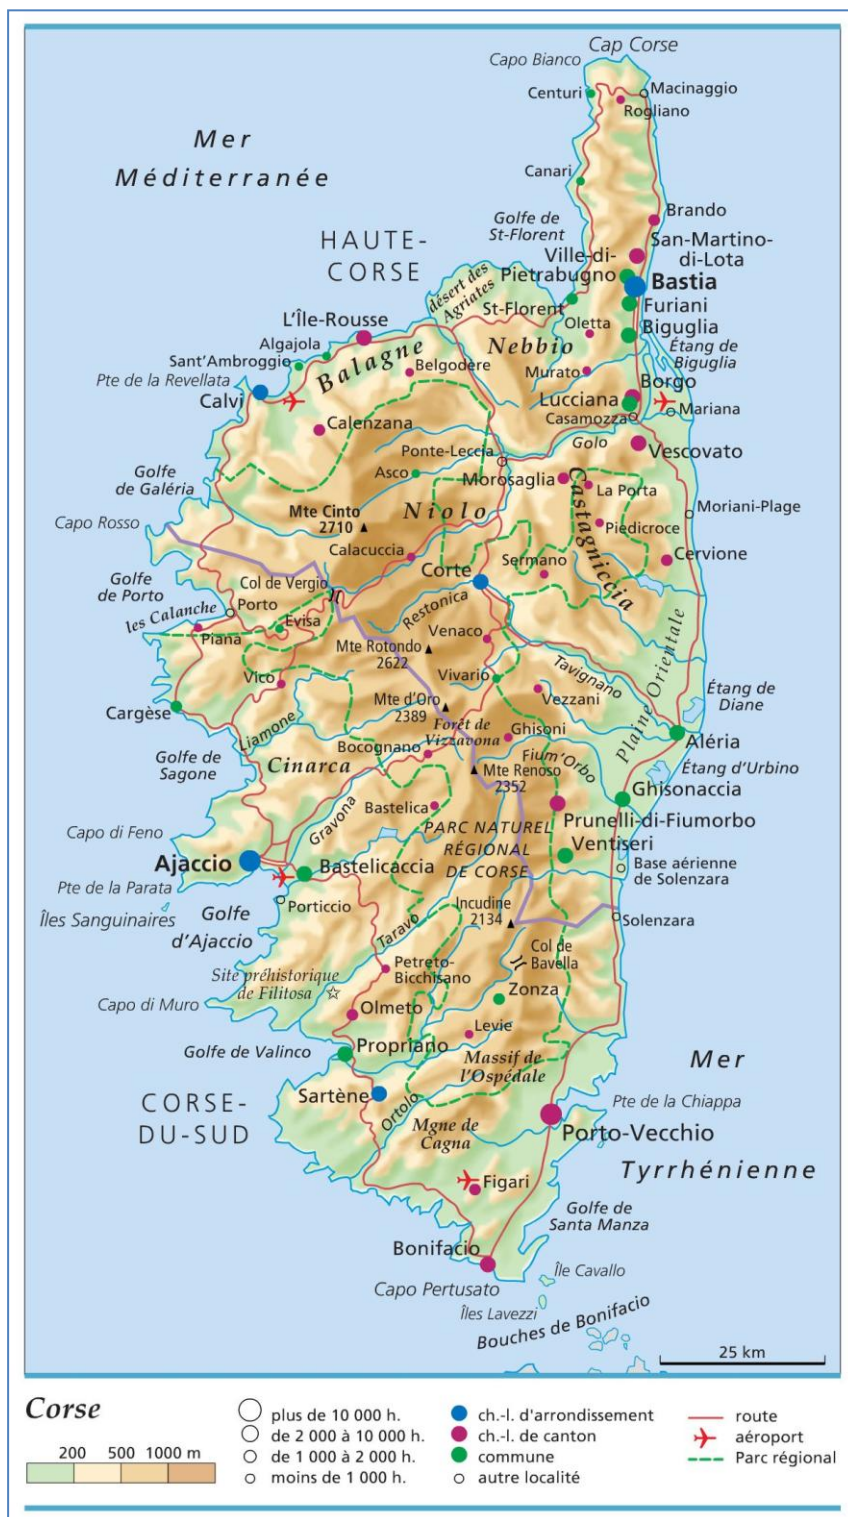 Cap Corse
Capo Bianco
Macinaggio
Centuri
Rogliano
Mer
Méditerranée
Canari
Brando
Golfe de
St-Florent
San-Martino-
di-Lota
HAUTE-
CORSE
Ville-di-
Pietrabugno
Bastia
désert des
Agriates
St-Florent
Furiani
L'Île-Rousse
Oletta
Biguglia
Algajola
Nebbio
Étang de
Biguglia
Sant'Ambroggio
Balagne
Belgodère
Murato
Pte de la Revellata
Borgo
Calvi
Lucciana
Mariana
Casamozza
Calenzana
Golo
Vescovato
Ponte-Leccia
Golfe
de Galéria
Asco
Morosaglia
La Porta
Castagniccia
Mte Cinto
2710
Niolo
Moriani-Plage
Capo Rosso
Piedicroce
Calacuccia
Sermano
Cervione
Golfe
de Porto
Col de Vergio
Corte
les Calanche
Porto
Restonica
Piana
Evisa
Venaco
Mte Rotondo
2622
Plaine Orientale
Vico
Vivario
Tavignano
Vezzani
Étang de
Diane
Cargèse
Mte d'Oro
2389
Liamone
Forêt de
Vizzavona
Ghisoni
Bocognano
Aléria
Golfe de
Sagone
Cinarca
Fium'Orbo
Mte Renoso
2352
Étang d'Urbino
Ghisonaccia
Bastelica
Gravona
Prunelli-di-Fiumorbo
Capo di Feno
PARC NATUREL
RÉGIONAL
DE CORSE
Ventiseri
Ajaccio
Bastelicaccia
Base aérienne
de Solenzara
Pte de la Parata
Îles Sanguinaires
Porticcio
Incudine
2134
Golfe
d'Ajaccio
Taravo
Solenzara
Col de
Bavella
Petreto-
Bicchisano
Site préhistorique
de Filitosa
Zonza
Capo di Muro
Olmeto
Levie
Golfe de Valinco
Propriano
Massif de
l'Ospédale
Mer
Tyrrhénienne
Sartène
CORSE-
DU-SUD
Ortolo
Pte de la Chiappa
Mgne de
Cagna
Porto-Vecchio
Figari
Golfe de
Santa Manza
Bonifacio
Île Cavallo
Capo Pertusato
Îles Lavezzi
Bouches de Bonifacio
25 km
Corse
200 500 1000 m
plus de 10 000 h.
de 2 000 à 10 000 h.
de 1 000 à 2 000 h.
moins de 1 000 h.
ch.-l. d'arrondissement
ch.-l. de canton
commune
autre localité
route
aéroport
Parc régional